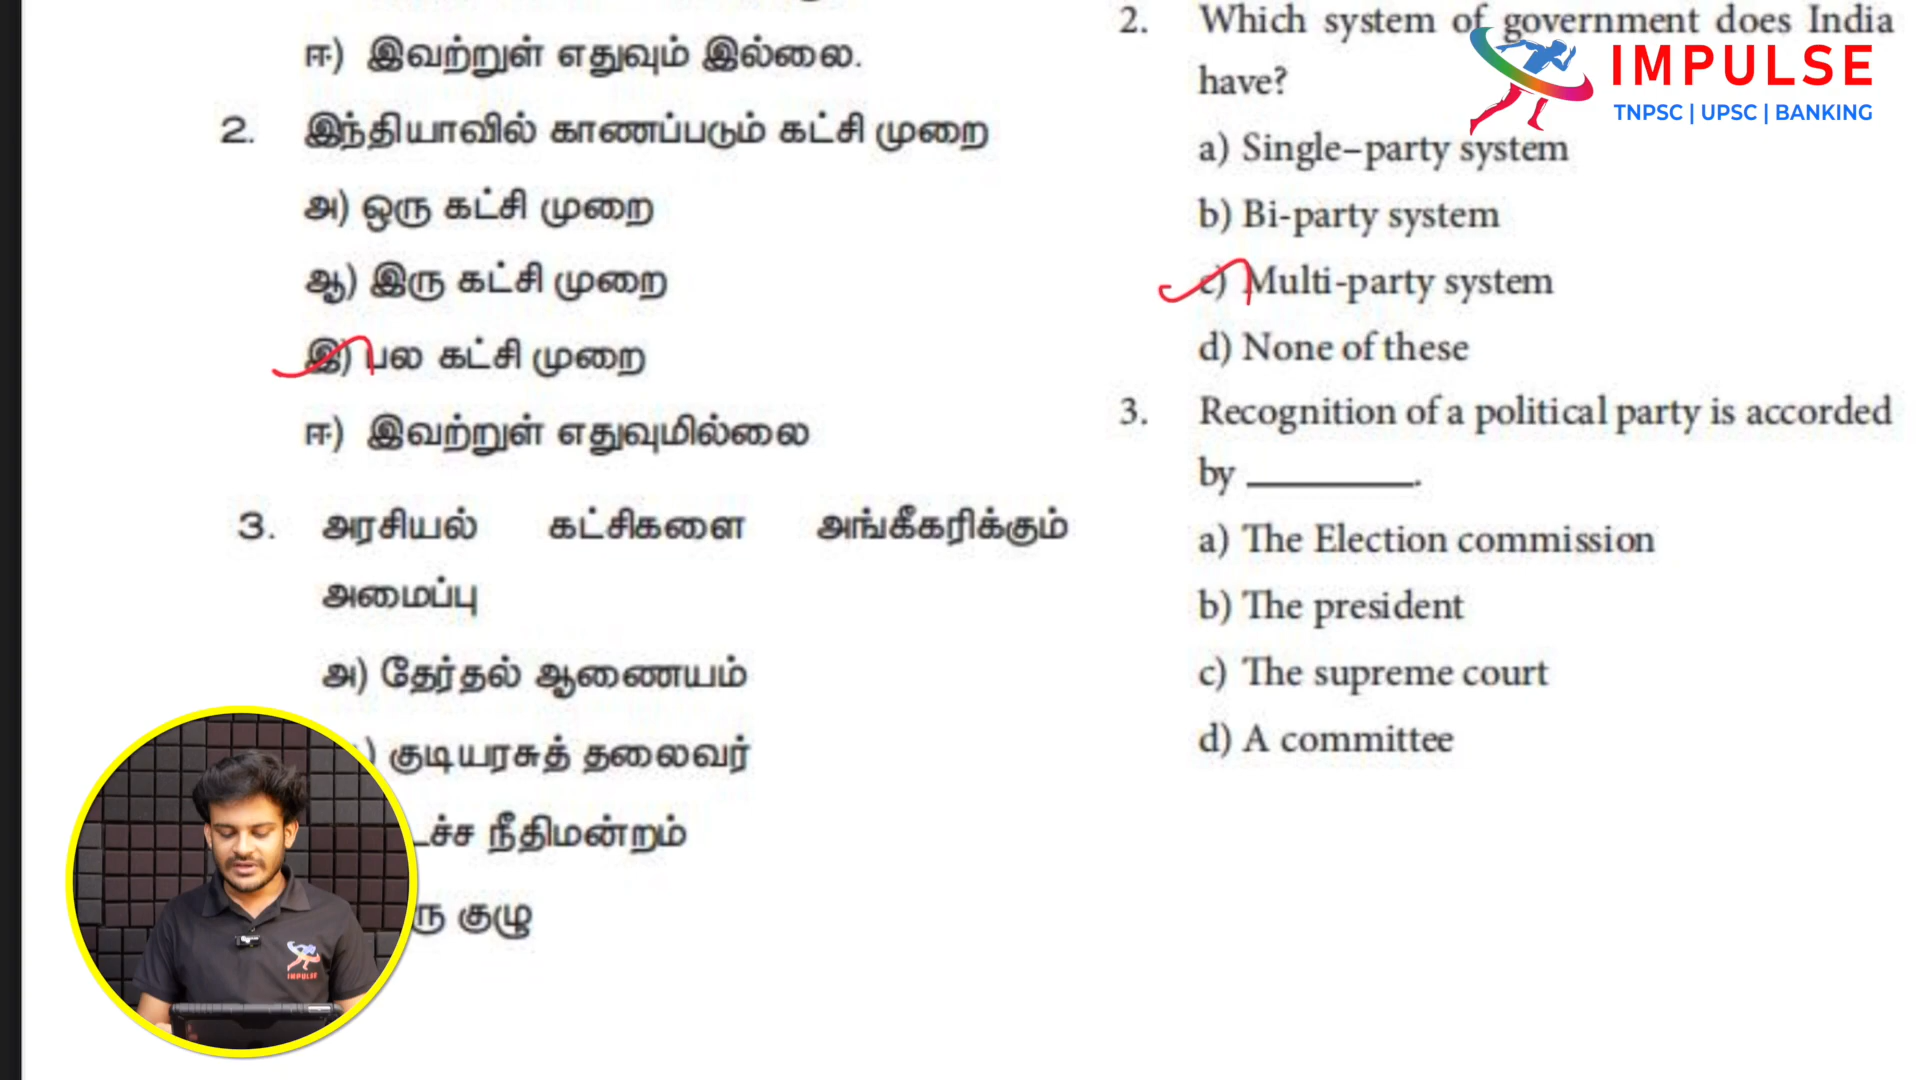 ஈ) இவற்றுள் எதுவும் இல்லை.
2. இந்தியாவில் காணப்படும் கட்சி முறை
அ) ஒரு கட்சி முறை
ஆ) இரு கட்சி முறை
இ) பல கட்சி முறை
ஈ) இவற்றுள் எதுவுமில்லை
3. அரசியல் கட்சிகளை அங்கீகரிக்கும்
அமைப்பு
அ) தேர்தல் ஆணையம்
) குடியரசுத் தலைவர்
நீதிமன்றம்
குழு
2. Which system of government does India
have?
a) Single–party system
b) Bi-party system
c) Multi-party system
d) None of these
3. Recognition of a political party is accorded
by ________.
a) The Election commission
b) The president
c) The supreme court
d) A committee
IMPULSE
TNPSC | UPSC | BANKING
IMPULSE